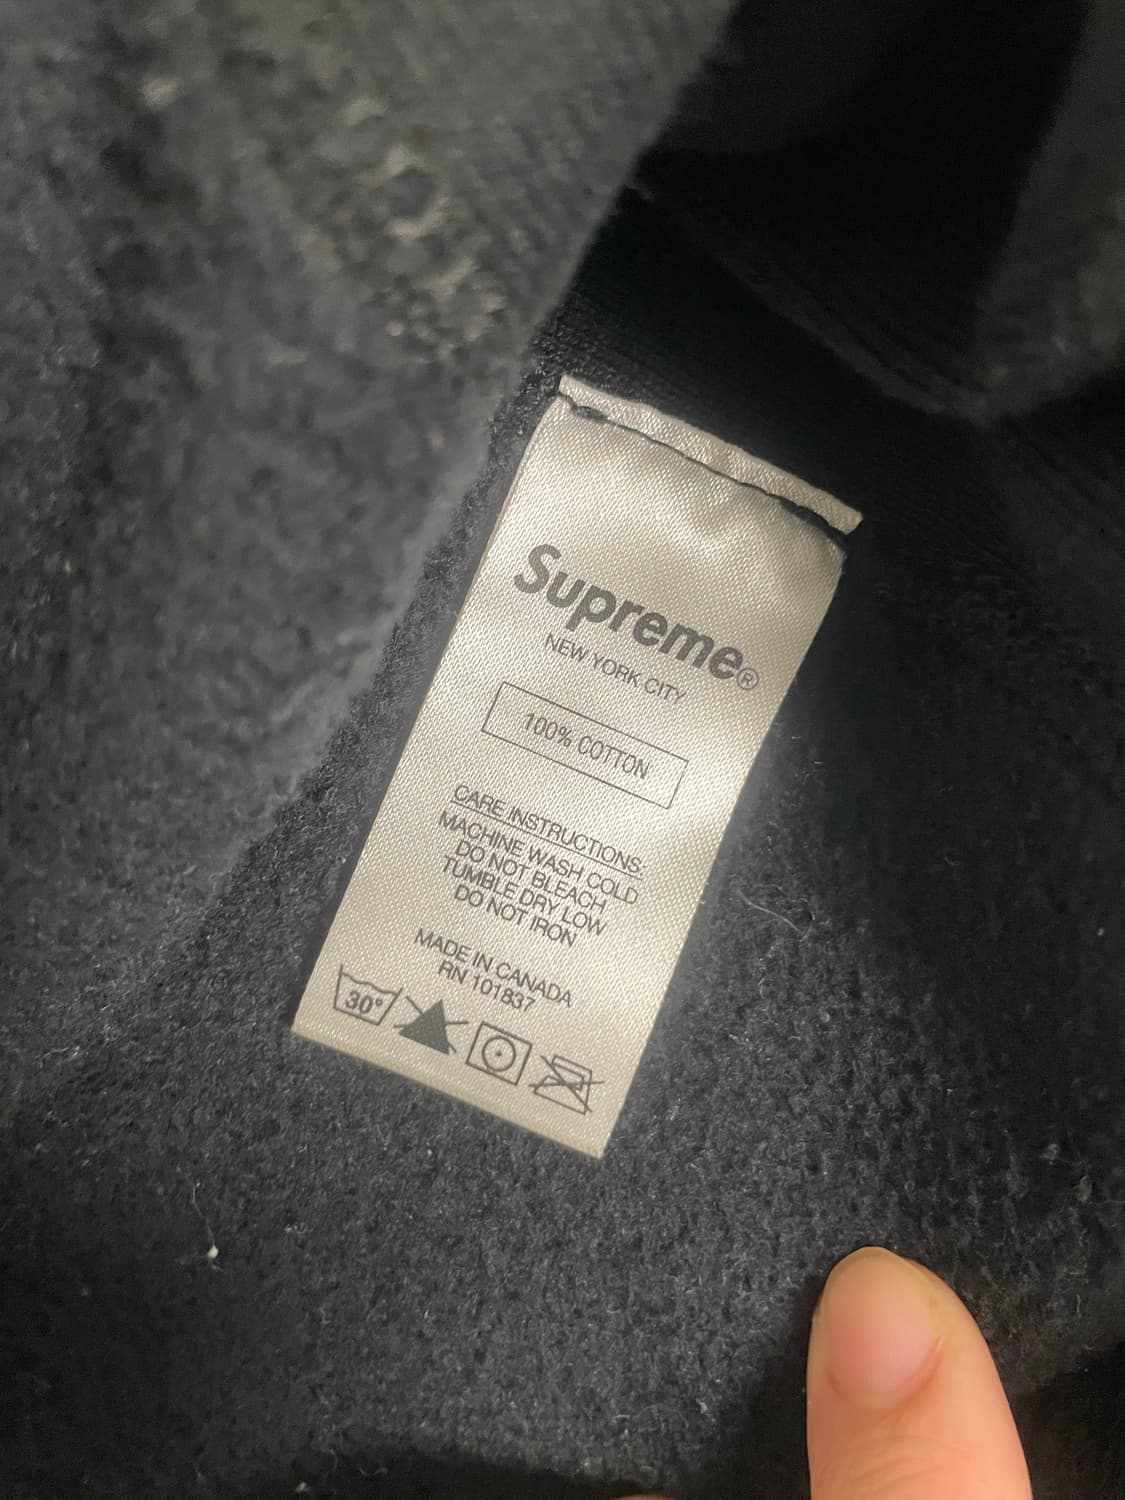 Supreme®
NEW YORK CITY
100% COTTON
CARE INSTRUCTIONS:
MACHINE WASH COLD
DO NOT BLEACH
TUMBLE DRY LOW
DO NOT IRON
MADE IN CANADA
RN 101837
30°